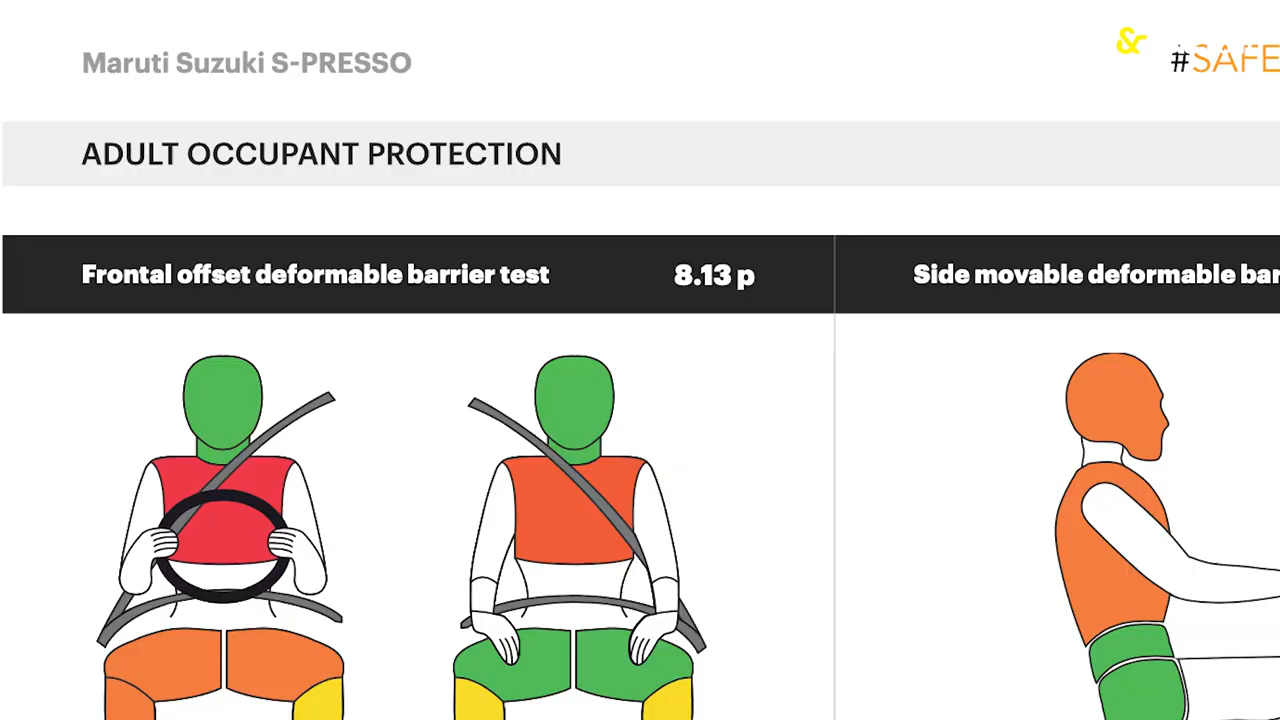 Maruti Suzuki S-PRESSO
&
#SAFE
ADULT OCCUPANT PROTECTION
Frontal offset deformable barrier test 8.13 p
Side movable deformable bar